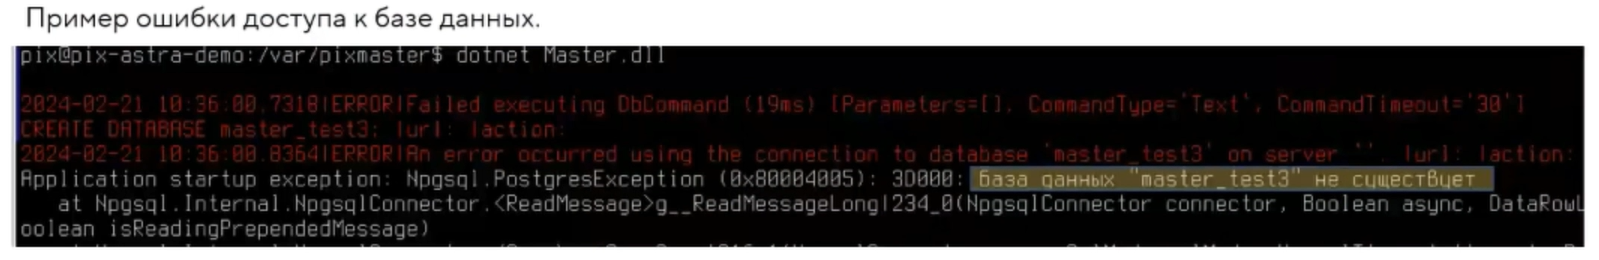 Пример ошибки доступа к базе данных.
pix@pix-astra-demo:/var/pixmaster$ dotnet Master.dll
2024-02-21 10:36:00.7318|ERROR|Failed executing DbCommand (19ms) [Parameters=[], CommandType='Text', CommandTimeout='30']
CREATE DATABASE master_test3; |url: |action:
2024-02-21 10:36:00.8364|ERROR|An error occurred using the connection to database 'master_test3' on server ''. |url: |action:
Application startup exception: Npgsql.PostgresException (0x80004005): 3D000: база данных "master_test3" не существует
at Npgsql.Internal.NpgsqlConnector.<ReadMessage>g__ReadMessageLong|234_0(NpgsqlConnector connector, Boolean async, DataRowL
oolean isReadingPrependedMessage)